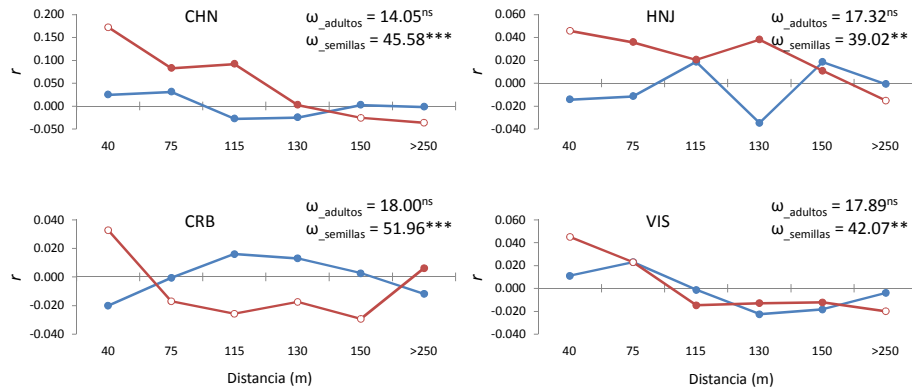 CHN
ω_adultos = 14.05ns
ω_semillas = 45.58***
r
0.200
0.150
0.100
0.050
0.000
-0.050
40 75 115 130 150 >250
HNJ
ω_adultos = 17.32ns
ω_semillas = 39.02**
r
0.060
0.040
0.020
0.000
-0.020
-0.040
40 75 115 130 150 >250
CRB
ω_adultos = 18.00ns
ω_semillas = 51.96***
r
0.040
0.020
0.000
-0.020
-0.040
40 75 115 130 150 >250
Distancia (m)
VIS
ω_adultos = 17.89ns
ω_semillas = 42.07**
r
0.060
0.040
0.020
0.000
-0.020
-0.040
40 75 115 130 150 >250
Distancia (m)